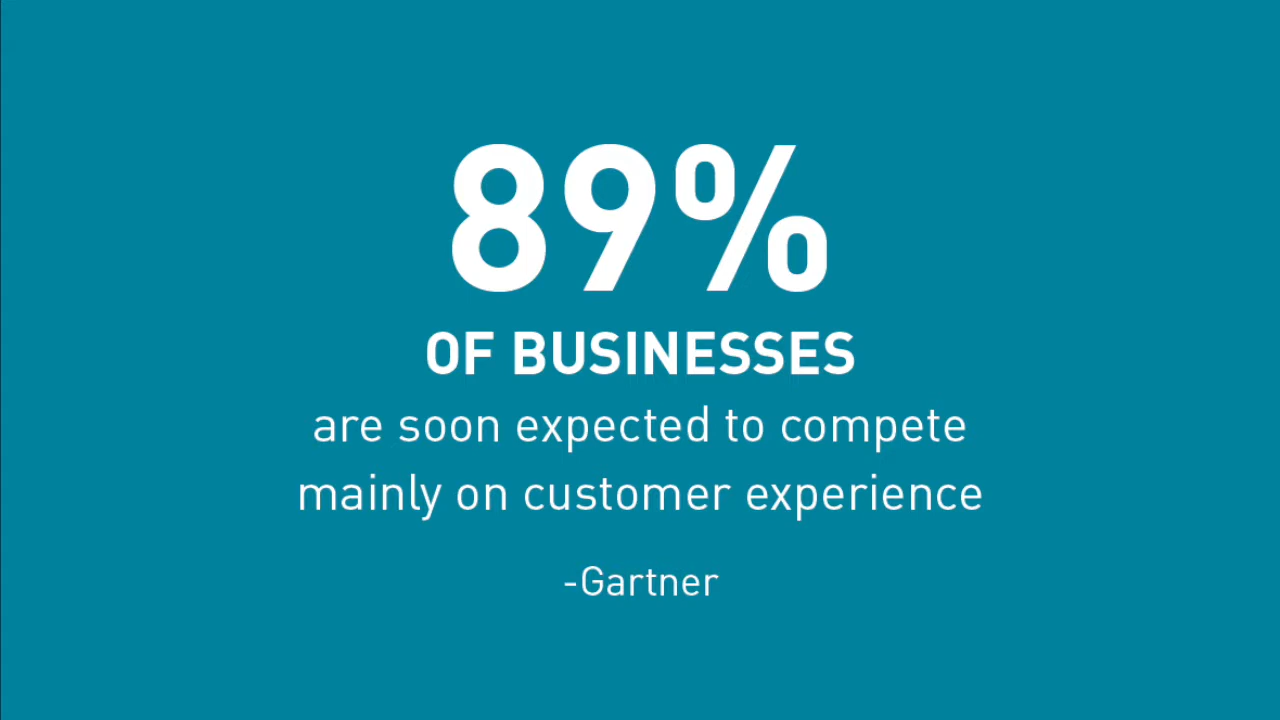 89%
OF BUSINESSES
are soon expected to compete
mainly on customer experience
-Gartner